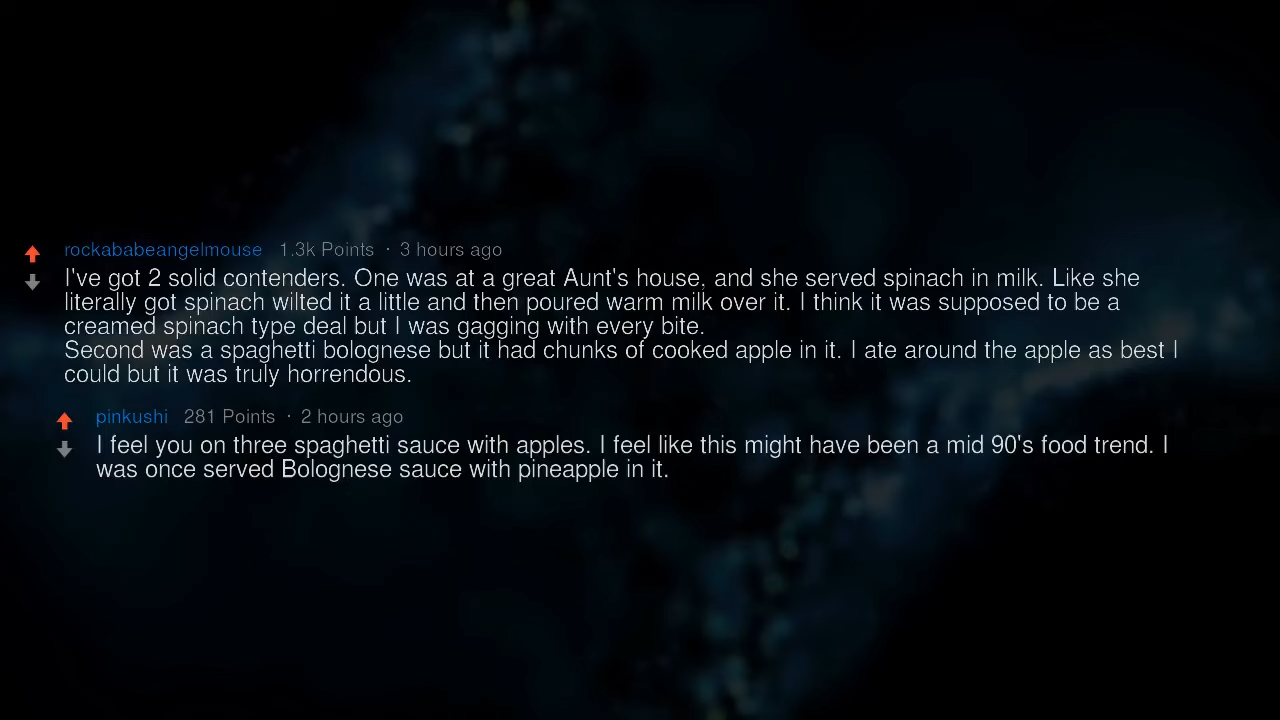 rockababeangelmouse 1.3k Points · 3 hours ago
I've got 2 solid contenders. One was at a great Aunt's house, and she served spinach in milk. Like she
literally got spinach wilted it a little and then poured warm milk over it. I think it was supposed to be a
creamed spinach type deal but I was gagging with every bite.
Second was a spaghetti bolognese but it had chunks of cooked apple in it. I ate around the apple as best I
could but it was truly horrendous.
pinkushi 281 Points · 2 hours ago
I feel you on three spaghetti sauce with apples. I feel like this might have been a mid 90's food trend. I
was once served Bolognese sauce with pineapple in it.